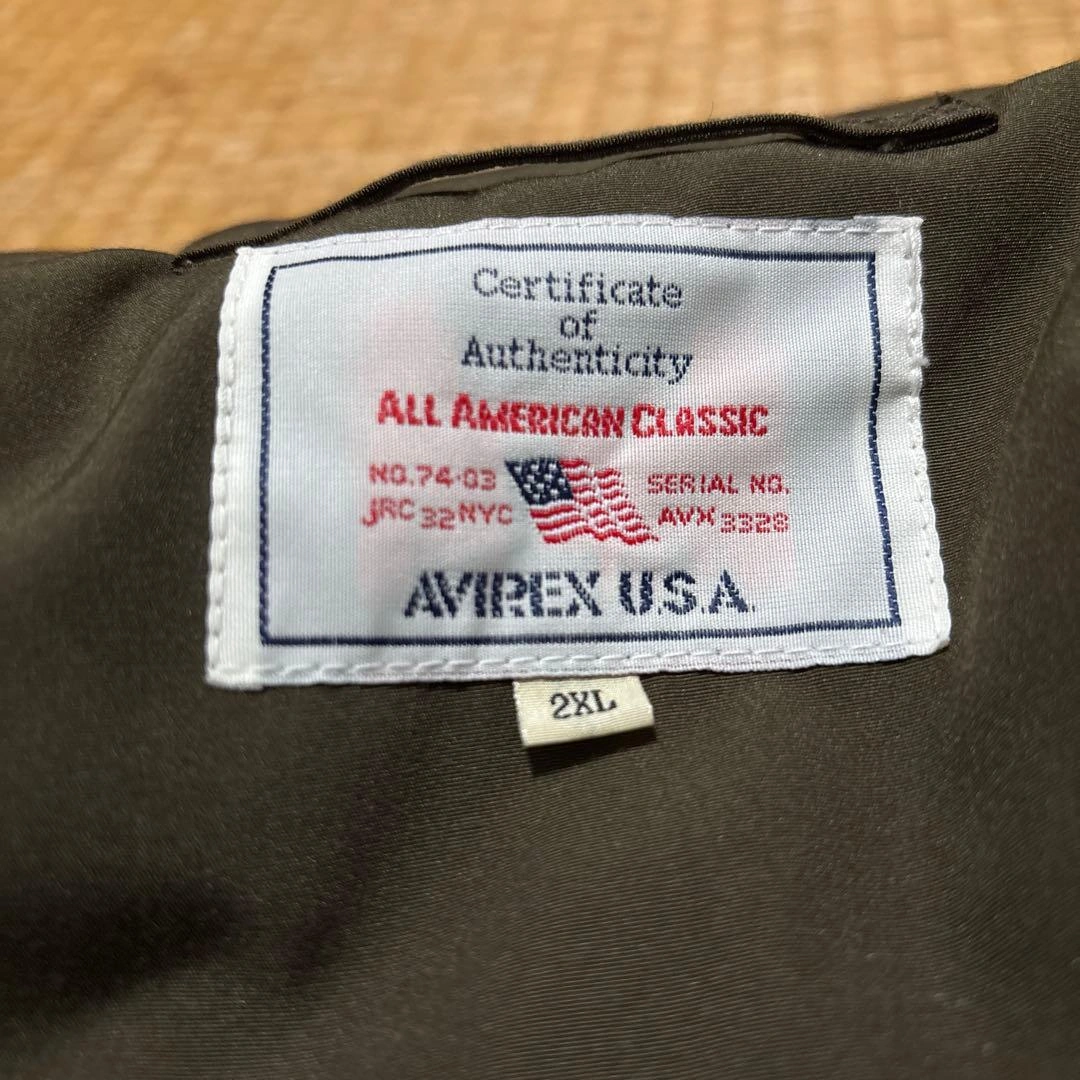 Certificate
of
Authenticity
ALL AMERICAN CLASSIC
NO.74-03
JRC 32 NYC
SERIAL NO.
AVX 3328
AVIREX U.S.A.
2XL